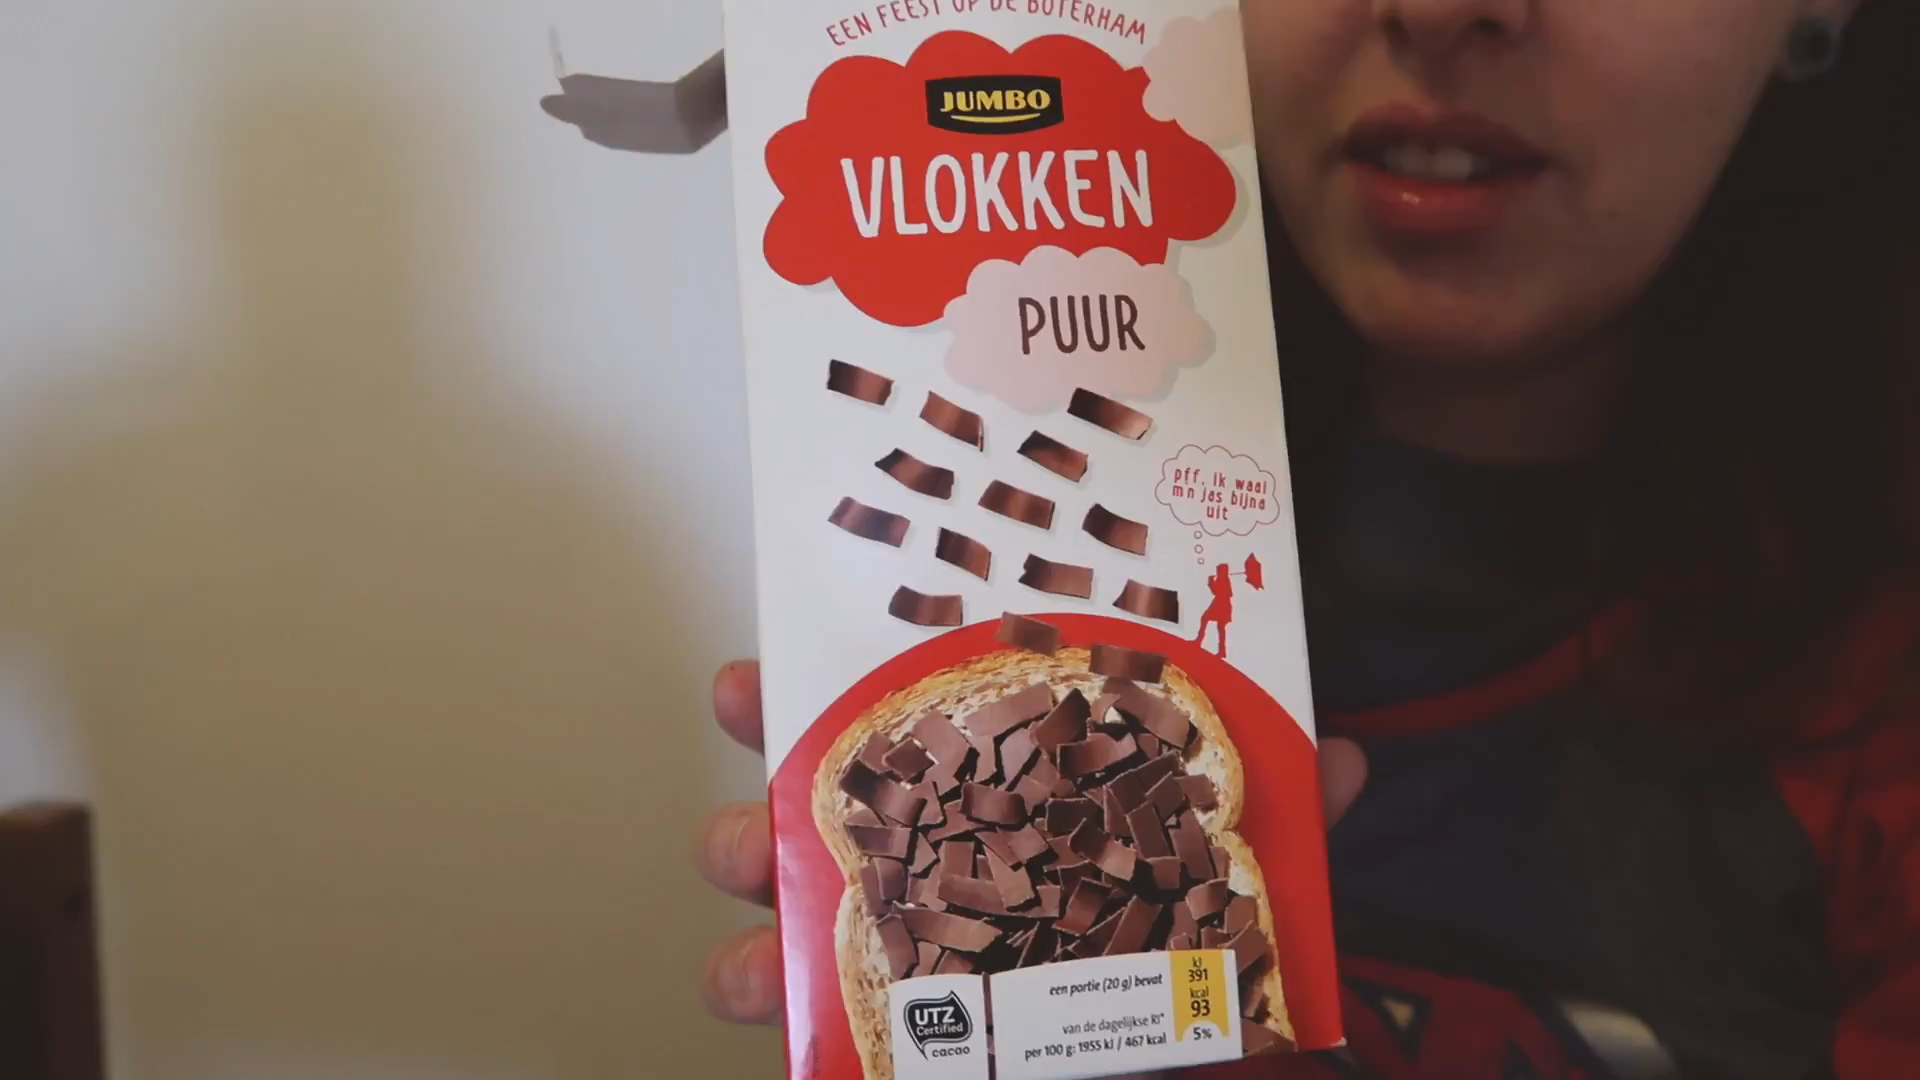 EEN FEEST OP DE BOTERHAM
JUMBO
VLOKKEN
PUUR
pff. ik waai
mn jas bijna
uit
een portie (20 g) bevat
van de dagelijkse RI*
per 100 g: 1955 kJ / 467 kcal
kJ
391
kcal
93
5%
UTZ
Certified
cacao